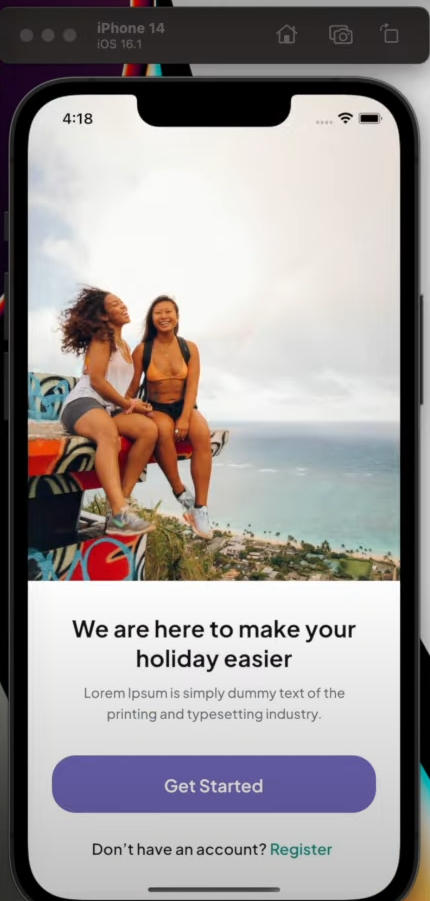 iPhone 14
iOS 16.1
4:18
We are here to make your
holiday easier
Lorem Ipsum is simply dummy text of the
printing and typesetting industry.
Get Started
Don’t have an account? Register